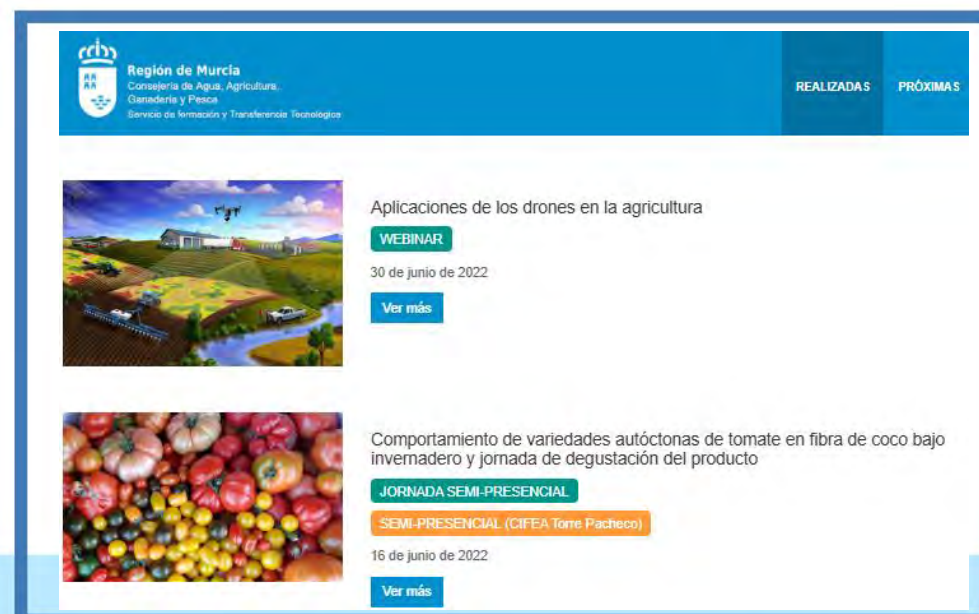 Región de Murcia
Consejería de Agua, Agricultura,
Ganadería y Pesca
Servicio de formación y Transferencia Tecnológica
REALIZADAS
PRÓXIMAS
Aplicaciones de los drones en la agricultura
WEBINAR
30 de junio de 2022
Ver más
Comportamiento de variedades autóctonas de tomate en fibra de coco bajo
invernadero y jornada de degustación del producto
JORNADA SEMI-PRESENCIAL
SEMI-PRESENCIAL (CIFEA Torre Pacheco)
16 de junio de 2022
Ver más